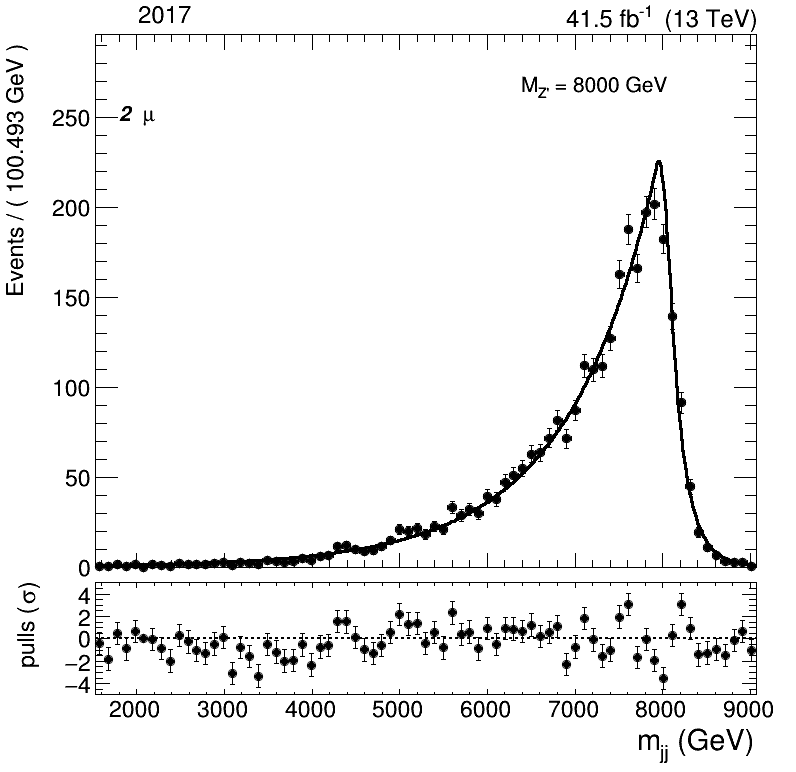 2017 41.5 fb⁻¹ (13 TeV)
Events / ( 100.493 GeV )
M_Z' = 8000 GeV
2 μ
250
200
150
100
50
0
pulls (σ)
4
2
0
−2
−4
2000 3000 4000 5000 6000 7000 8000 9000
m_jj (GeV)